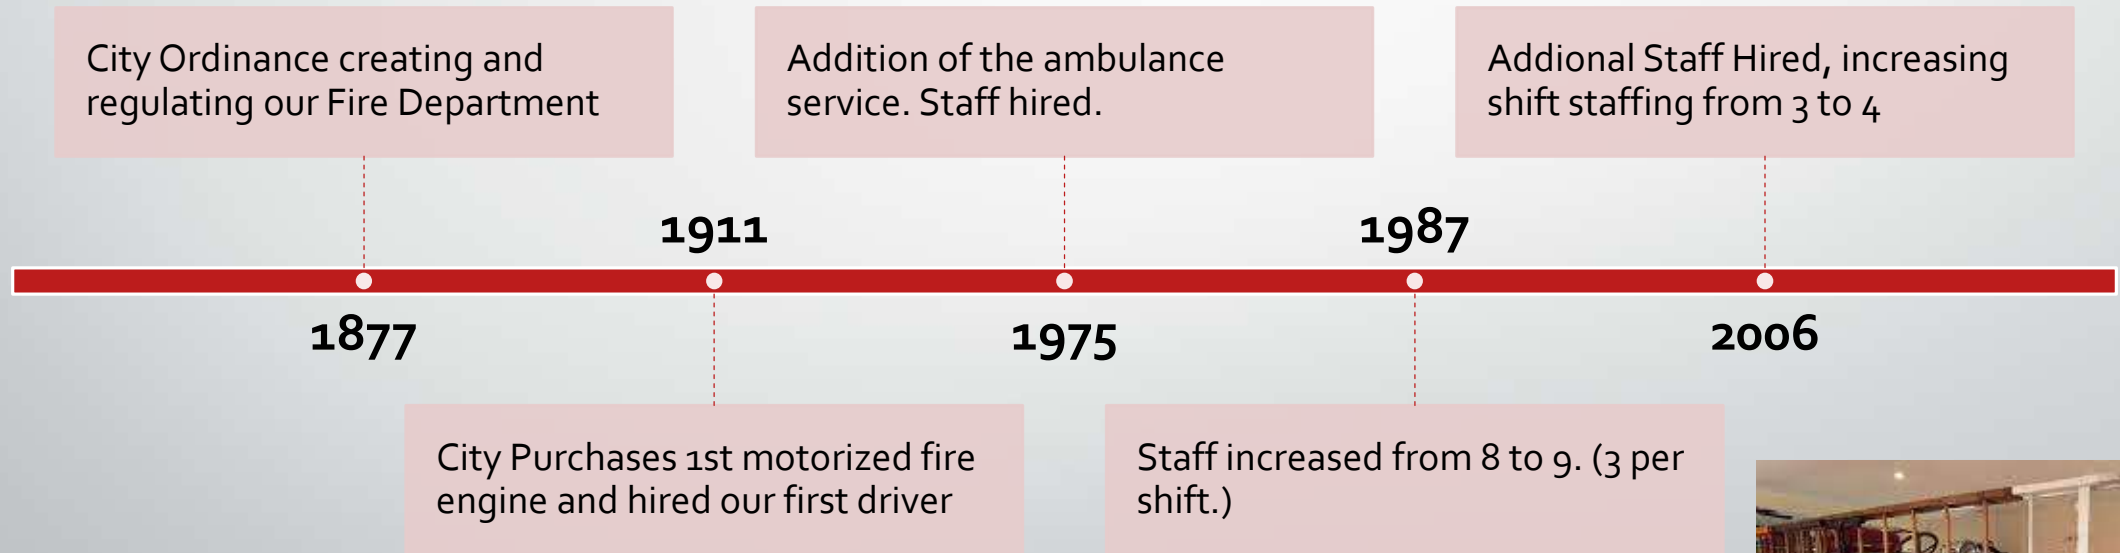 City Ordinance creating and
regulating our Fire Department
1877
1911
City Purchases 1st motorized fire
engine and hired our first driver
Addition of the ambulance
service. Staff hired.
1975
1987
Staff increased from 8 to 9. (3 per
shift.)
Addional Staff Hired, increasing
shift staffing from 3 to 4
2006